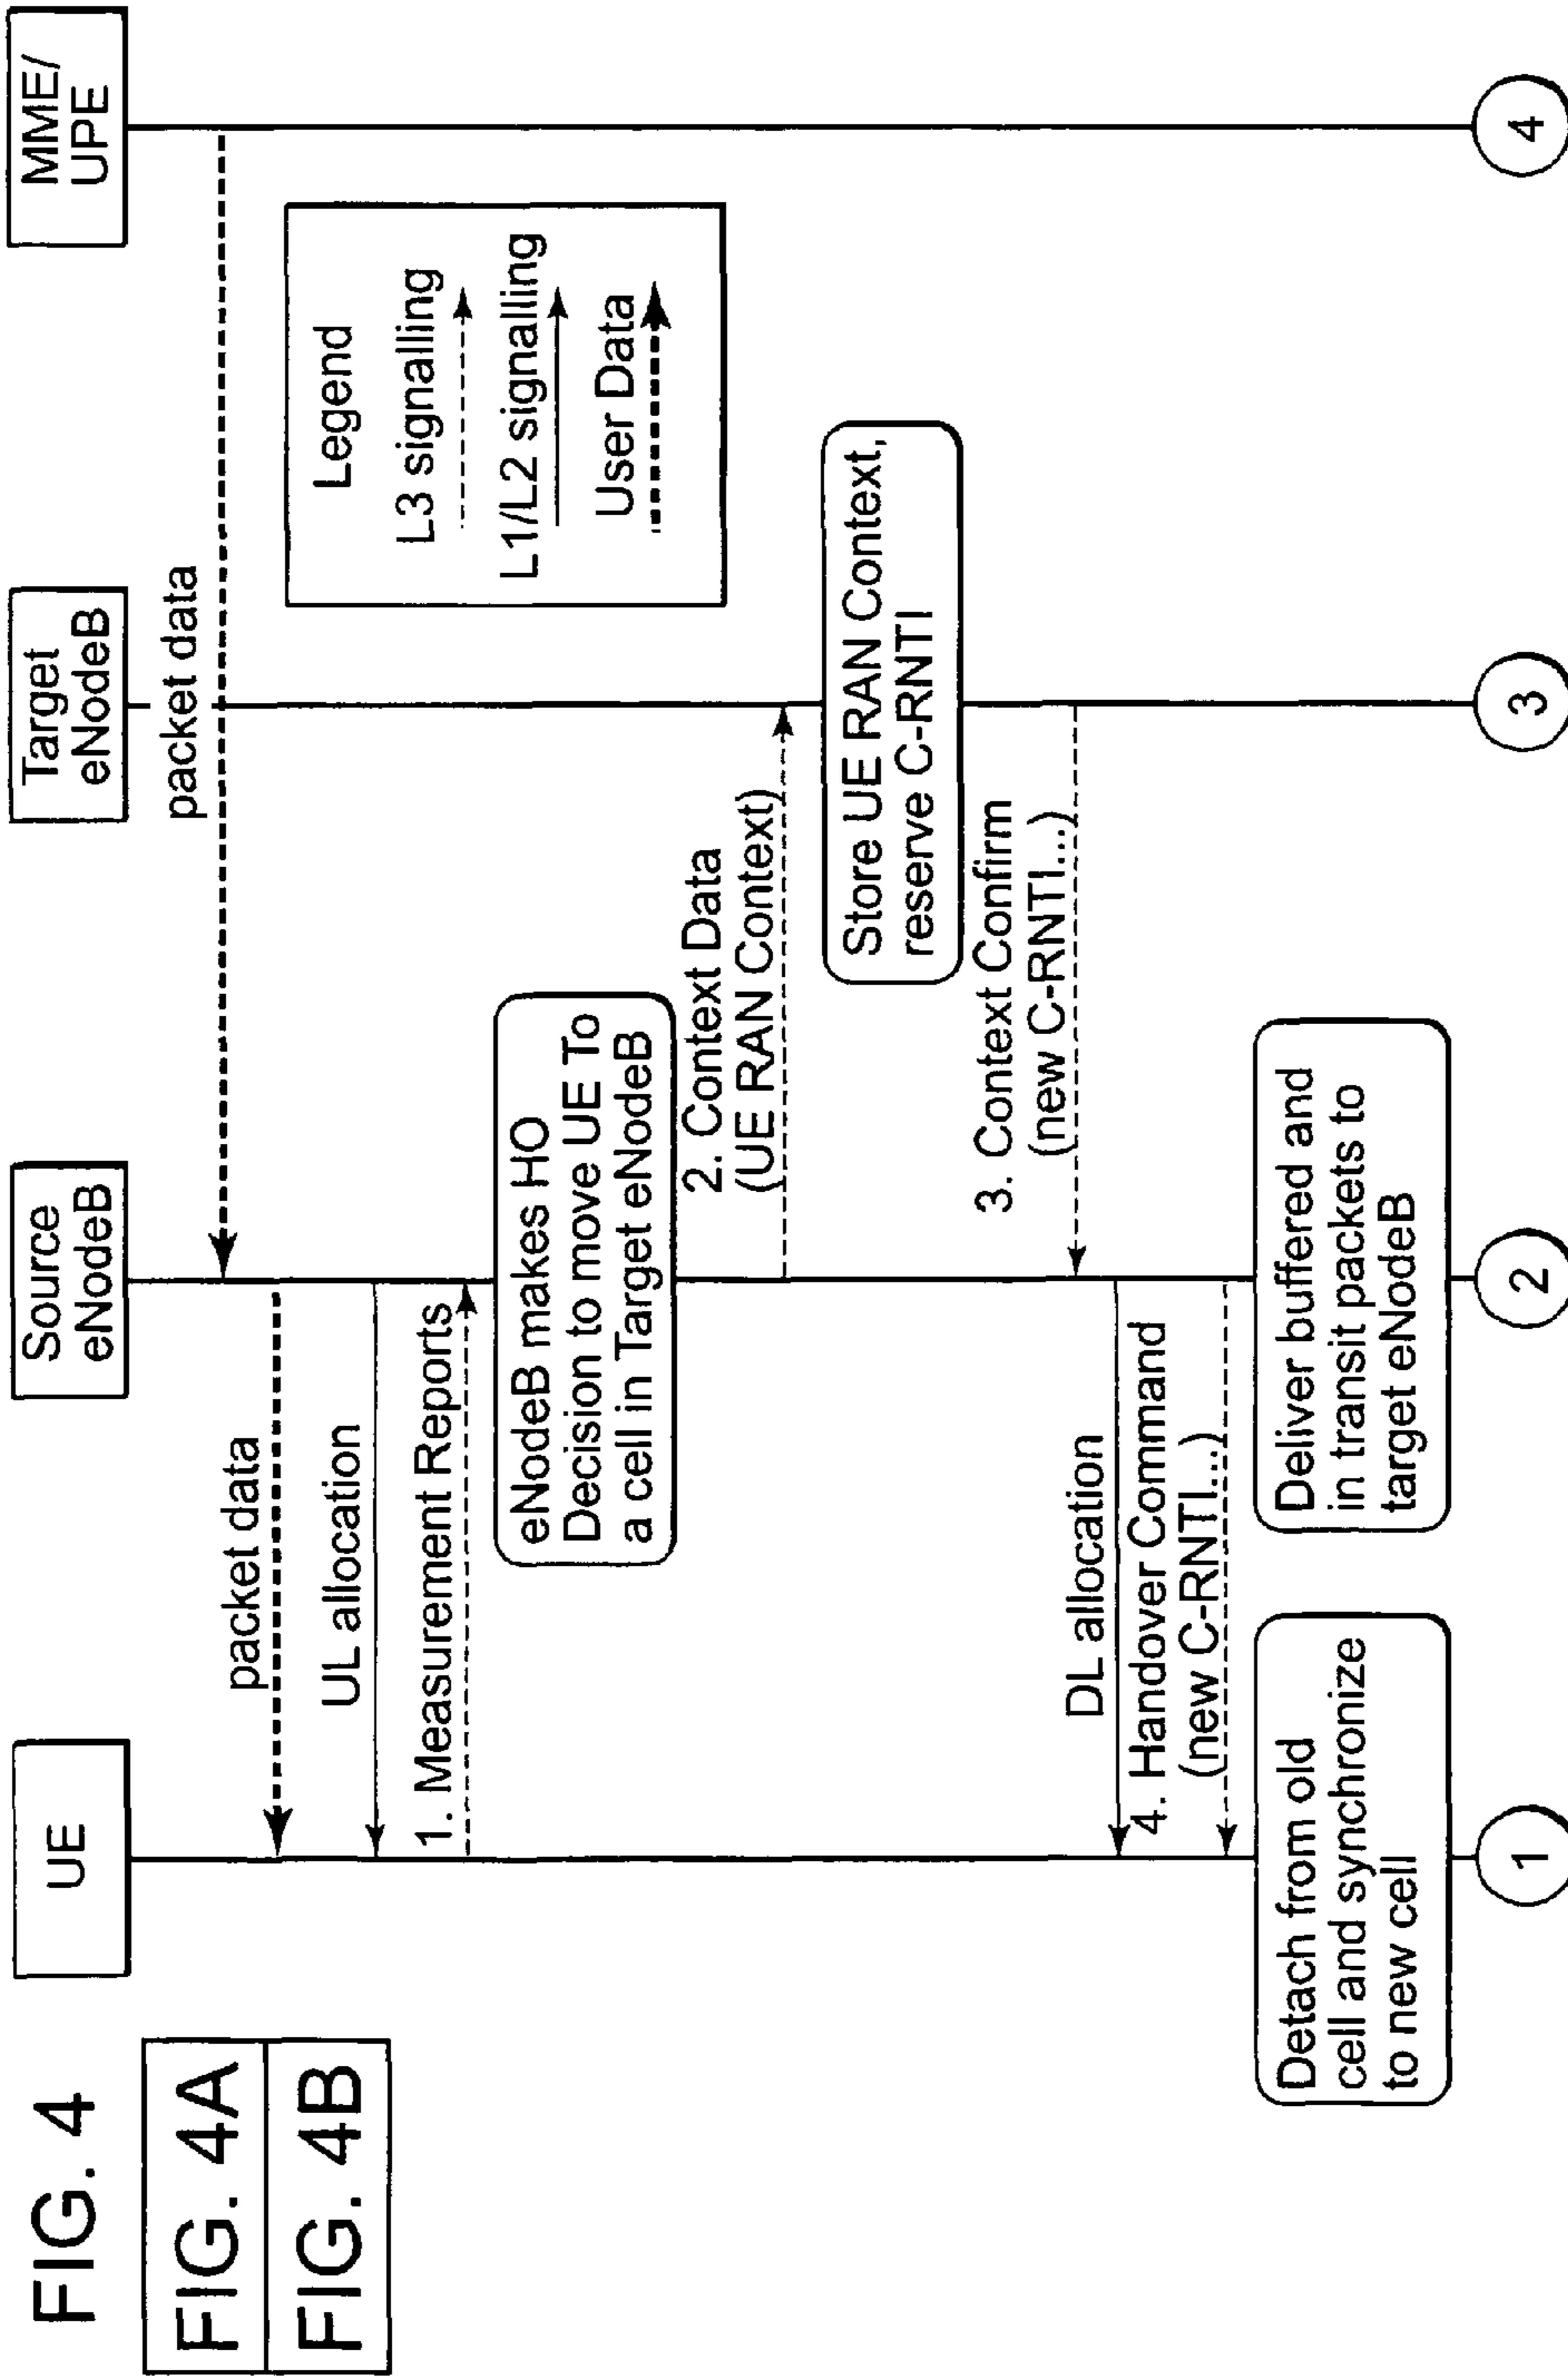 FIG. 4
FIG. 4A
FIG. 4B
UE
Source
eNodeB
Target
eNodeB
MME/
UPE
packet data
packet data
UL allocation
1. Measurement Reports
Legend
L3 signalling
L1/L2 signalling
User Data
eNodeB makes HO
Decision to move UE To
a cell in Target eNodeB
2. Context Data
(UE RAN Context)
Store UE RAN Context,
reserve C-RNTI
3. Context Confirm
(new C-RNTI...)
DL allocation
4. Handover Command
(new C-RNTI...)
Detach from old
cell and synchronize
to new cell
Deliver buffered and
in transit packets to
target eNodeB
1
2
3
4